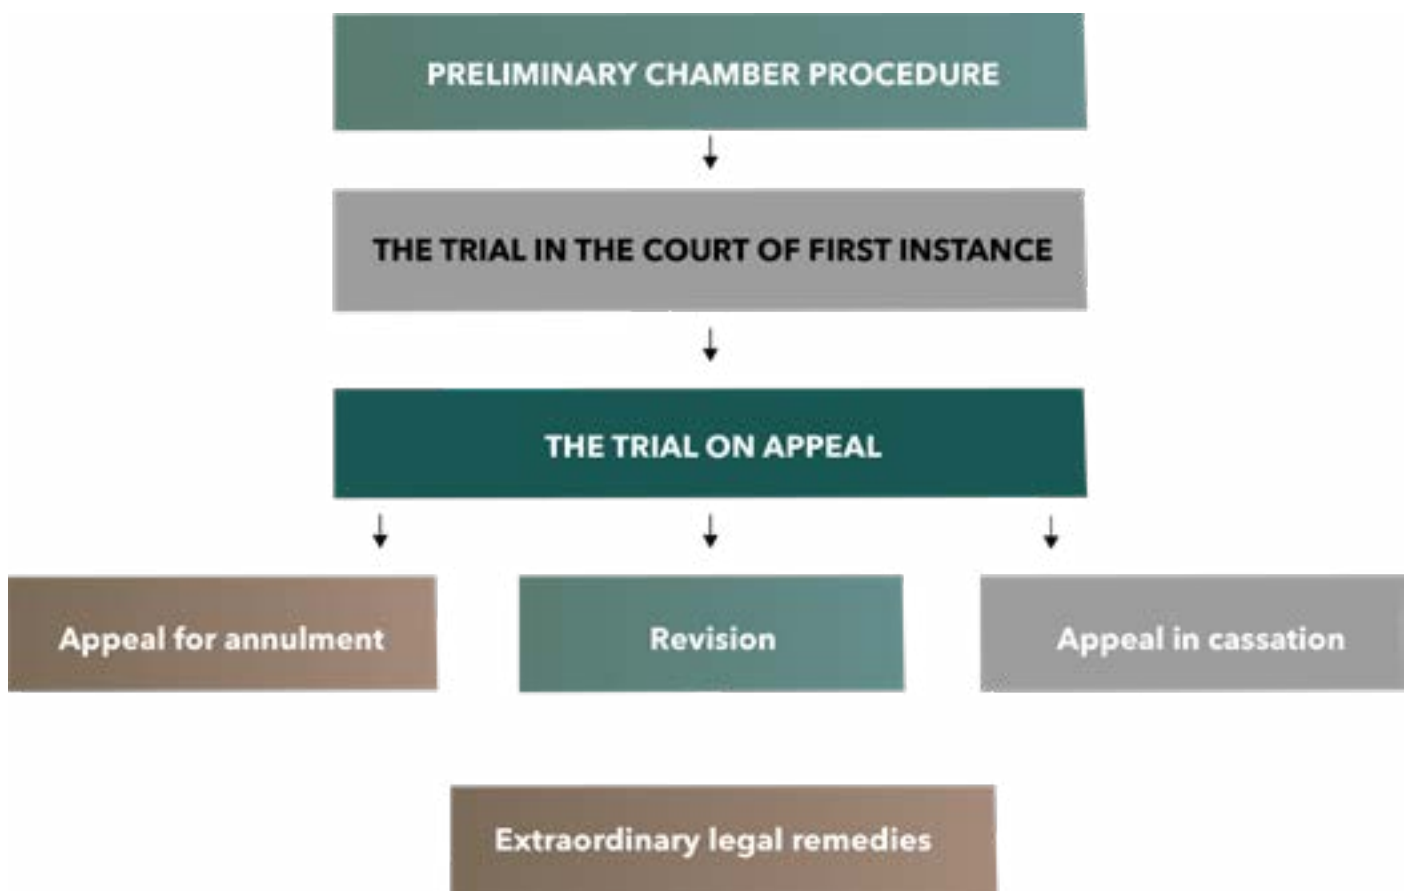 PRELIMINARY CHAMBER PROCEDURE
THE TRIAL IN THE COURT OF FIRST INSTANCE
THE TRIAL ON APPEAL
Appeal for annulment
Revision
Appeal in cassation
Extraordinary legal remedies